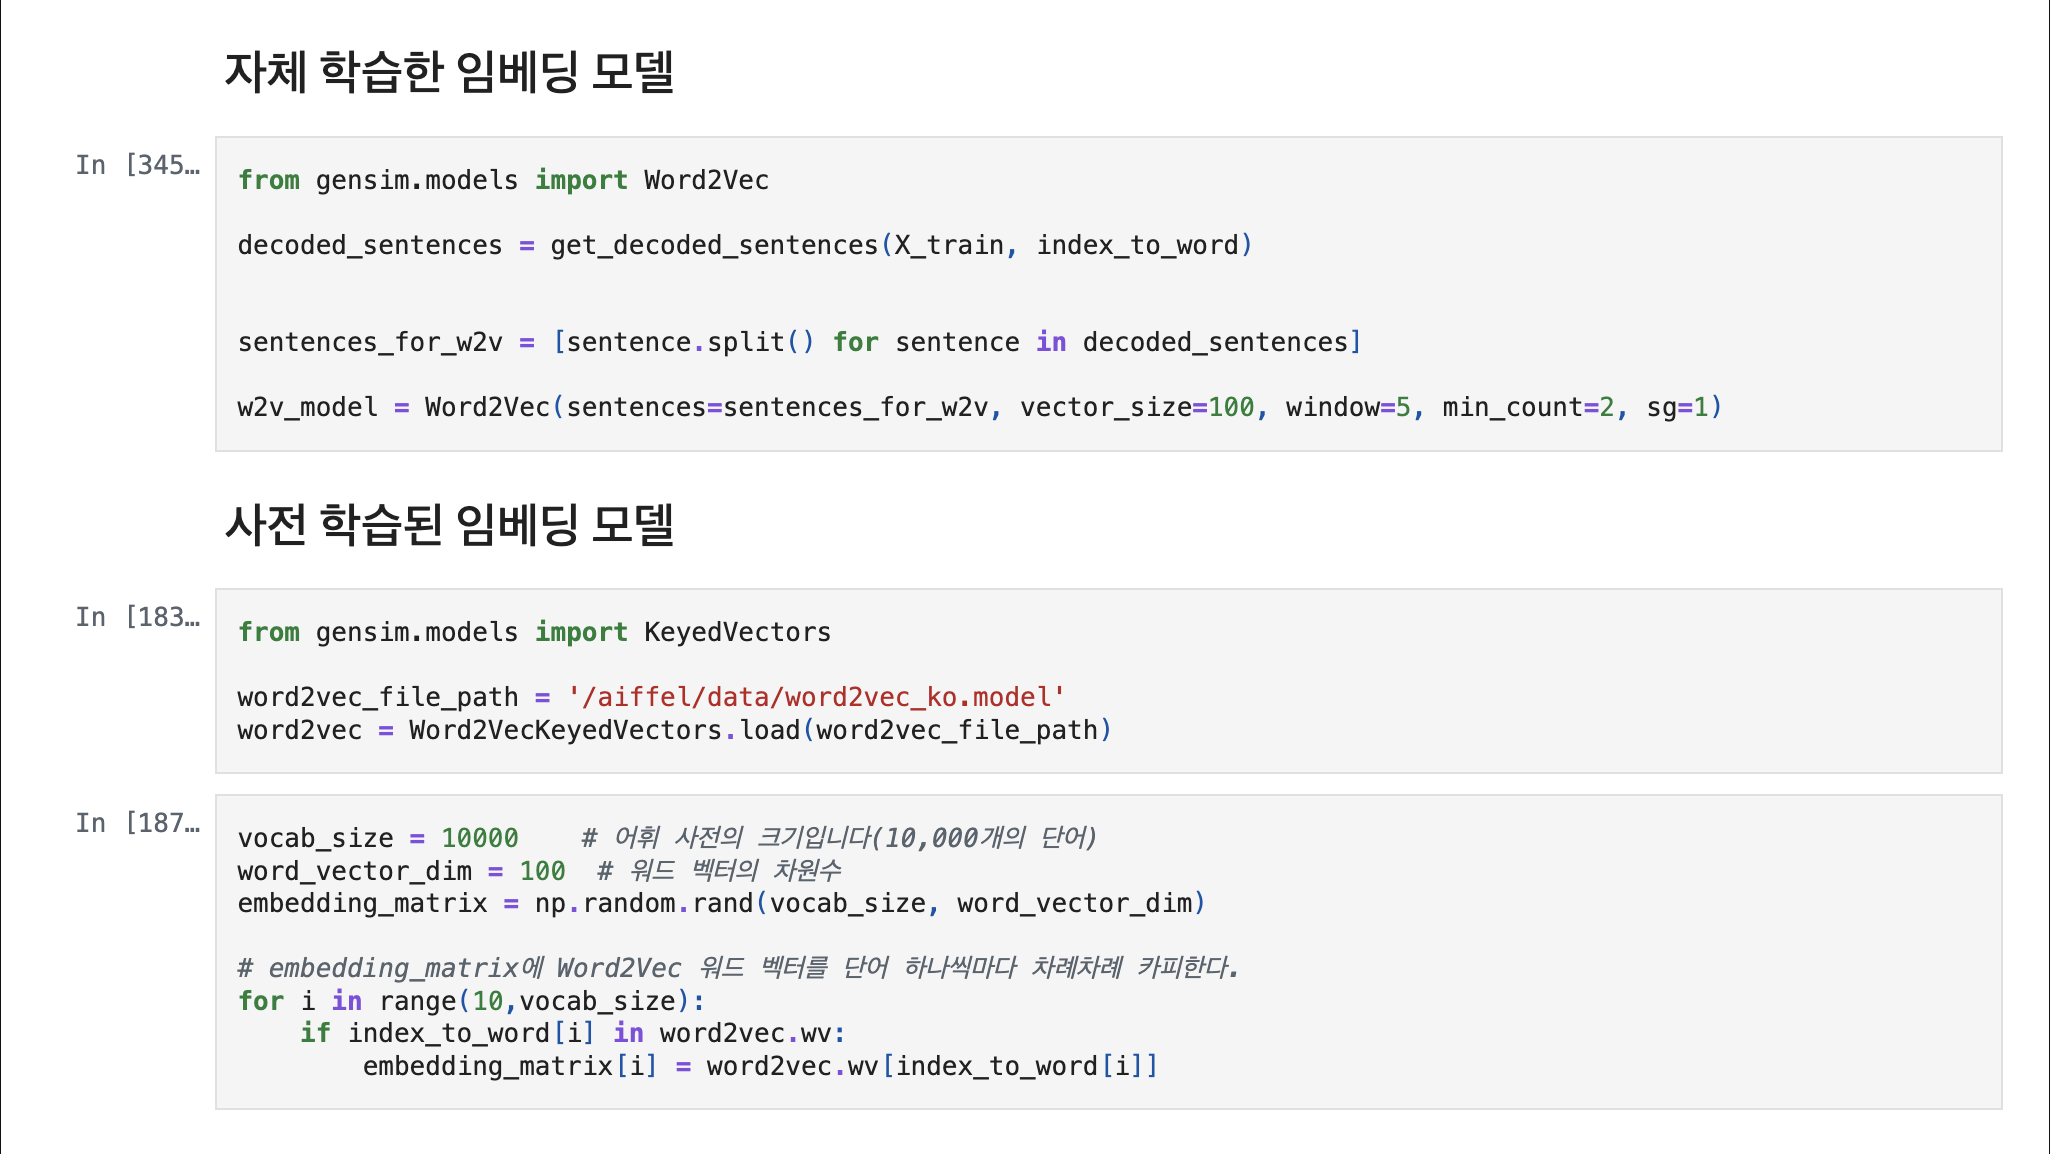 자체 학습한 임베딩 모델
In [345…
from gensim.models import Word2Vec
decoded_sentences = get_decoded_sentences(X_train, index_to_word)
sentences_for_w2v = [sentence.split() for sentence in decoded_sentences]
w2v_model = Word2Vec(sentences=sentences_for_w2v, vector_size=100, window=5, min_count=2, sg=1)
사전 학습된 임베딩 모델
In [183…
from gensim.models import KeyedVectors
word2vec_file_path = '/aiffel/data/word2vec_ko.model'
word2vec = Word2VecKeyedVectors.load(word2vec_file_path)
In [187…
vocab_size = 10000    # 어휘 사전의 크기입니다(10,000개의 단어)
word_vector_dim = 100  # 워드 벡터의 차원수
embedding_matrix = np.random.rand(vocab_size, word_vector_dim)
# embedding_matrix에 Word2Vec 워드 벡터를 단어 하나씩마다 차례차례 카피한다.
for i in range(10,vocab_size):
    if index_to_word[i] in word2vec.wv:
        embedding_matrix[i] = word2vec.wv[index_to_word[i]]